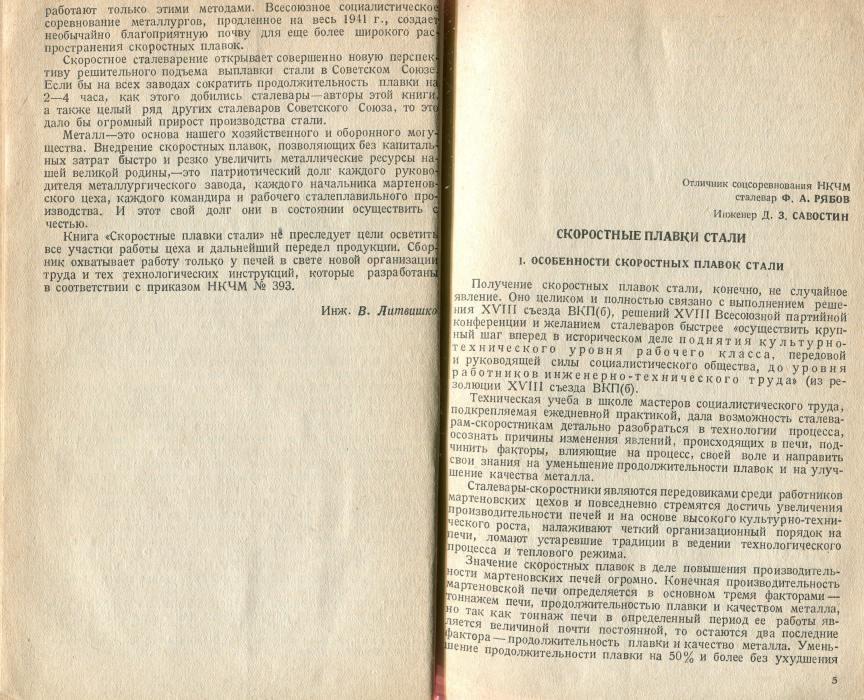 работают только этими методами. Всесоюзное социалистическое
соревнование металлургов, продленное на весь 1941 г., создает
необычайно благоприятную почву для еще более широкого рас-
пространения скоростных плавок.
Скоростное сталеварение открывает совершенно новую перспек-
тиву решительного подъема выплавки стали в Советском Союзе.
Если бы на всех заводах сократить продолжительность плавки на
2—4 часа, как этого добились сталевары—авторы этой книги,
а также целый ряд других сталеваров Советского Союза, то это
дало бы огромный прирост производства стали.
Металл—это основа нашего хозяйственного и оборонного могу-
щества. Внедрение скоростных плавок, позволяющих без капиталь-
ных затрат быстро и резко увеличить металлические ресурсы на-
шей великой родины,—это патриотический долг каждого руково-
дителя металлургического завода, каждого начальника мартенов-
ского цеха, каждого командира и рабочего сталеплавильного про-
изводства. И этот свой долг они в состоянии осуществить с
честью.
Книга «Скоростные плавки стали» не преследует цели осветить
все участки работы цеха и дальнейший передел продукции. Сбор-
ник охватывает работу только у печей в свете новой организации
труда и тех технологических инструкций, которые разработаны
в соответствии с приказом НКЧМ № 393.
Инж. В. Литвишко
Отличник соцсоревнования НКЧМ
сталевар Ф. А. РЯБОВ
Инженер Д. З. САВОСТИН
СКОРОСТНЫЕ ПЛАВКИ СТАЛИ
I. ОСОБЕННОСТИ СКОРОСТНЫХ ПЛАВОК СТАЛИ
Получение скоростных плавок стали, конечно, не случайное
явление. Оно целиком и полностью связано с выполнением реше-
ния XVIII съезда ВКП(б), решений XVIII Всесоюзной партийной
конференции и желанием сталеваров быстрее «осуществить круп-
ный шаг вперед в историческом деле поднятия культурно-
технического уровня рабочего класса, передовой
и руководящей силы социалистического общества, до уровня
работников инженерно-технического труда» (из ре-
золюции XVIII съезда ВКП(б).
Техническая учеба в школе мастеров социалистического труда,
подкрепляемая ежедневной практикой, дала возможность сталева-
рам-скоростникам детально разобраться в технологии процесса,
осознать причины изменения явлений, происходящих в печи, под-
чинить факторы, влияющие на процесс, своей воле и направить
свои знания на уменьшение продолжительности плавок и на улуч-
шение качества металла.
Сталевары-скоростники являются передовиками среди работников
мартеновских цехов и повседневно стремятся достичь увеличения
производительности печей и на основе высокого культурно-техни-
ческого роста, налаживают четкий организационный порядок на
печи, ломают устаревшие традиции в ведении технологического
процесса и теплового режима.
Значение скоростных плавок в деле повышения производитель-
ности мартеновских печей огромно. Конечная производительность
мартеновской печи определяется в основном тремя факторами—
тоннажем печи, продолжительностью плавки и качеством металла,
но так как тоннаж печи в определенный период ее работы яв-
ляется величиной почти постоянной, то остаются два последние
фактора—продолжительность плавки и качество металла. Умень-
шение продолжительности плавки на 50% и более без ухудшения
5